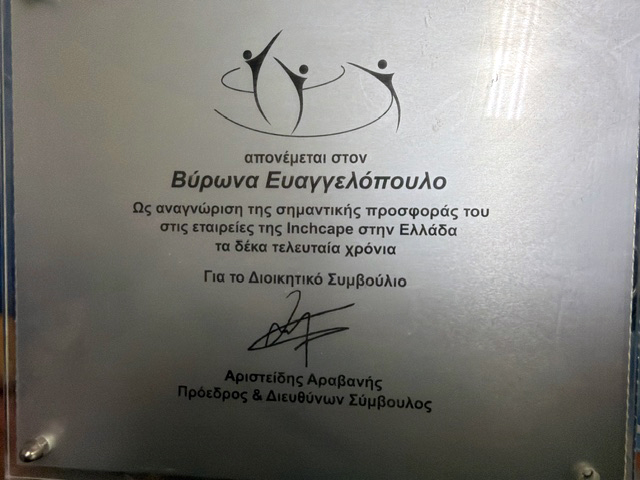 απονέμεται στον
Βύρωνα Ευαγγελόπουλο
Ως αναγνώριση της σημαντικής προσφοράς του
στις εταιρείες της Inchcape στην Ελλάδα
τα δέκα τελευταία χρόνια
Για το Διοικητικό Συμβούλιο
Αριστείδης Αραβανής
Πρόεδρος & Διευθύνων Σύμβουλος